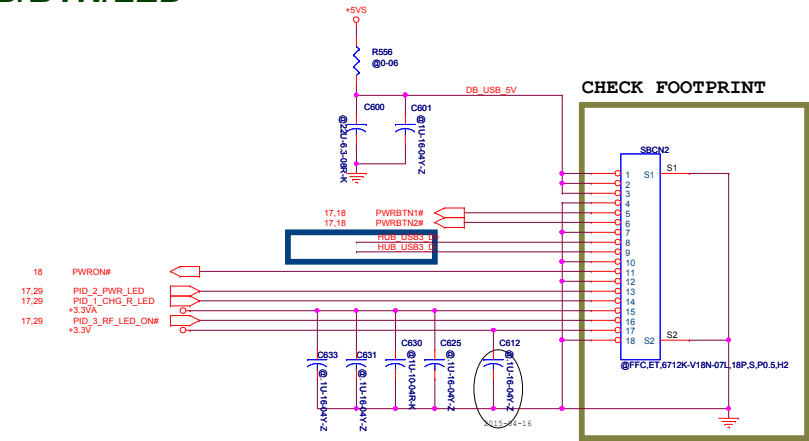 +5VS
R556
@0-06
DB_USB_5V
CHECK FOOTPRINT
C600
C601
@22U-6.3-08R-K
@1U-16-04Y-Z
SBCN2
1 S1 S1
2
3
4
17,18 PWRBTN1# 5
17,18 PWRBTN2# 6
7
HUB_USB3_D 8
HUB_USB3_D 9
10
18 PWRON# 11
12
17,29 PID_2_PWR_LED 13
17,29 PID_1_CHG_R_LED 14
+3.3VA 15
17,29 PID_3_RF_LED_ON# 16
+3.3V 17
18 S2 S2
C633
C631
C630
C625
C612
@.1U-16-04Y-Z
@.1U-16-04Y-Z
@.1U-10-04R-K
@.1U-16-04Y-Z
@.1U-16-04Y-Z
@FFC,ET,6712K-V18N-07L,18P,S,P0.5,H2
2015-04-16